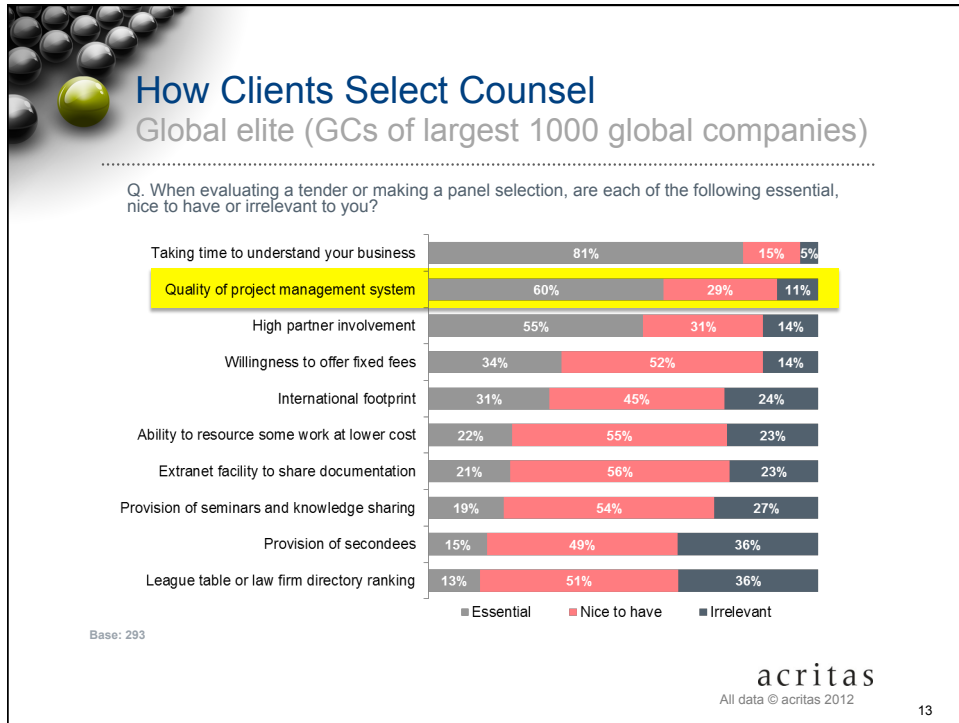 How Clients Select Counsel
Global elite (GCs of largest 1000 global companies)
Q. When evaluating a tender or making a panel selection, are each of the following essential,
nice to have or irrelevant to you?
Taking time to understand your business 81% 15% 5%
Quality of project management system 60% 29% 11%
High partner involvement 55% 31% 14%
Willingness to offer fixed fees 34% 52% 14%
International footprint 31% 45% 24%
Ability to resource some work at lower cost 22% 55% 23%
Extranet facility to share documentation 21% 56% 23%
Provision of seminars and knowledge sharing 19% 54% 27%
Provision of secondees 15% 49% 36%
League table or law firm directory ranking 13% 51% 36%
Essential Nice to have Irrelevant
Base: 293
acritas
All data © acritas 2012
13